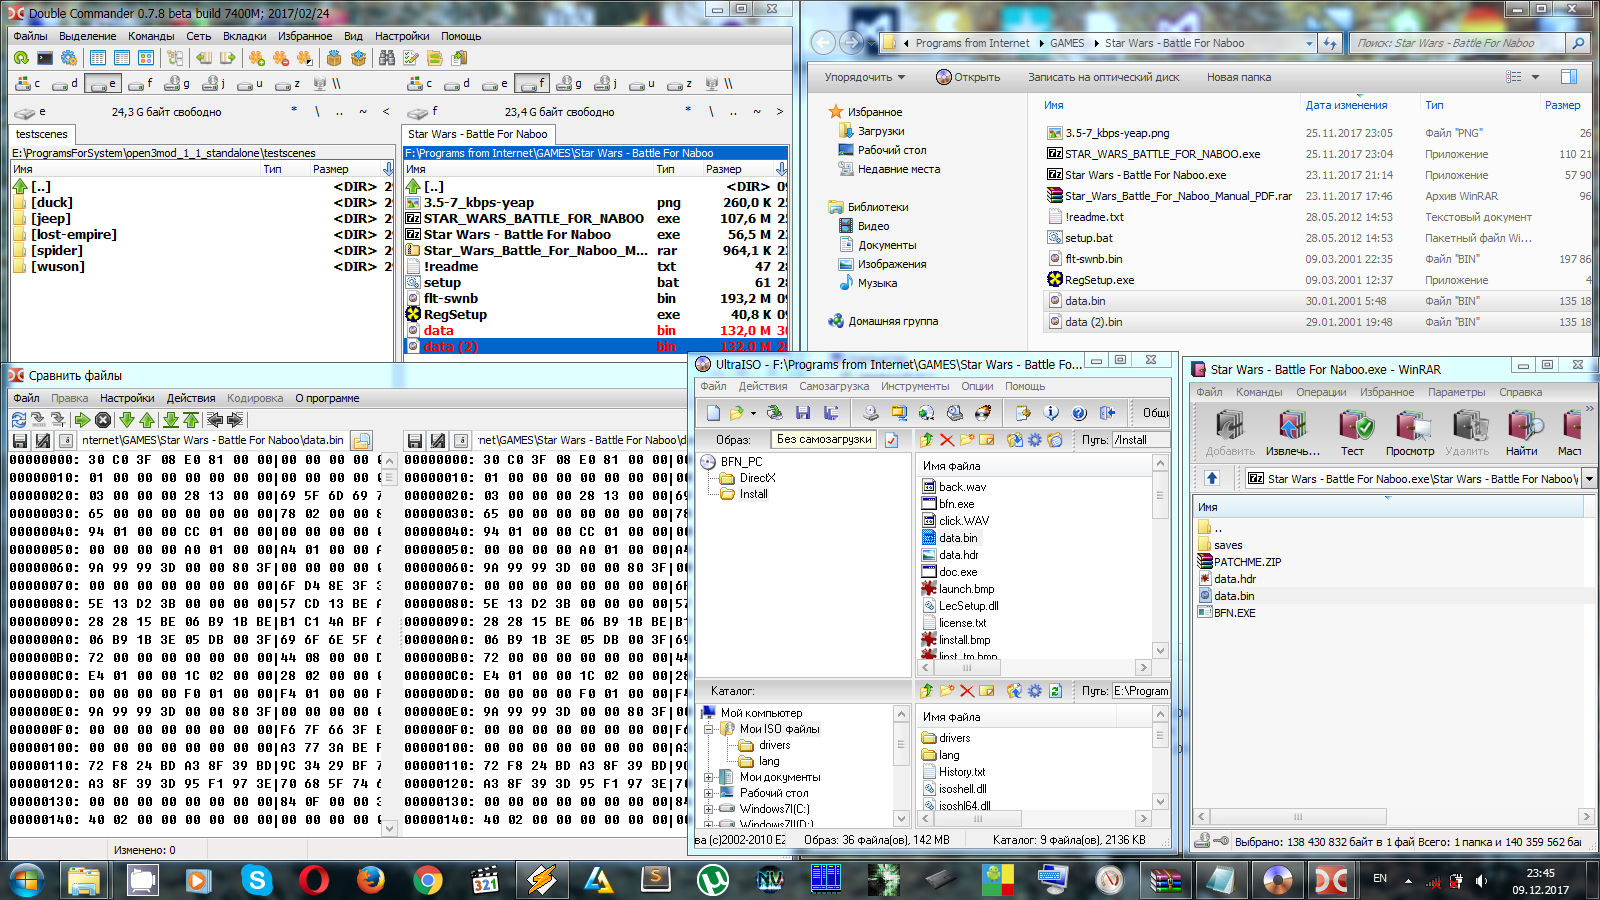 Double Commander 0.7.8 beta build 7400M; 2017/02/24
Файлы Выделение Команды Сеть Вкладки Избранное Вид Настройки Помощь
c d e f g j u z \\
c d e f g j u z \\
e 24,3 G байт свободно * \ .. ~ <
f 23,4 G байт свободно * \ .. ~ >
testscenes
E:\ProgramsForSystem\open3mod_1_1_standalone\testscenes
Имя Тип Размер
[..] <DIR>
[duck] <DIR>
[jeep] <DIR>
[lost-empire] <DIR>
[spider] <DIR>
[wuson] <DIR>
Star Wars - Battle For Naboo
F:\Programs from Internet\GAMES\Star Wars - Battle For Naboo
Имя Тип Размер
[..] <DIR>
3.5-7_kbps-yeap png 260,0 K
STAR_WARS_BATTLE_FOR_NABOO exe 107,6 M
Star Wars - Battle For Naboo exe 56,5 M
Star_Wars_Battle_For_Naboo_M... rar 964,1 K
!readme txt 47
setup bat 61
flt-swnb bin 193,2 M
RegSetup exe 40,8 K
data bin 132,0 M
data (2) bin 132,0 M
Programs from Internet GAMES Star Wars - Battle For Naboo
Поиск: Star Wars - Battle For Naboo
Упорядочить Открыть Записать на оптический диск Новая папка
Избранное
Загрузки
Рабочий стол
Недавние места
Библиотеки
Видео
Документы
Изображения
Музыка
Домашняя группа
Имя Дата изменения Тип Размер
3.5-7_kbps-yeap.png 25.11.2017 23:05 Файл "PNG" 26
STAR_WARS_BATTLE_FOR_NABOO.exe 25.11.2017 23:04 Приложение 110 21
Star Wars - Battle For Naboo.exe 23.11.2017 21:14 Приложение 57 90
Star_Wars_Battle_For_Naboo_Manual_PDF.rar 23.11.2017 17:46 Архив WinRAR 96
!readme.txt 28.05.2012 14:53 Текстовый документ
setup.bat 28.05.2012 14:53 Пакетный файл Wi...
flt-swnb.bin 09.03.2001 22:35 Файл "BIN" 197 86
RegSetup.exe 09.03.2001 12:37 Приложение 4
data.bin 30.01.2001 5:48 Файл "BIN" 135 18
data (2).bin 29.01.2001 19:48 Файл "BIN" 135 18
Сравнить файлы
Файл Правка Настройки Действия Кодировка О программе
nternet\GAMES\Star Wars - Battle For Naboo\data.bin
00000000: 30 C0 3F 08 E0 81 00 00|00 00 00 0
00000010: 01 00 00 00 00 00 00 00|00 00 00 0
00000020: 03 00 00 00 28 13 00 00|69 5F 6D 69 7
00000030: 65 00 00 00 00 00 00 00|78 02 00 00 8
00000040: 94 01 00 00 CC 01 00 00|00 00 00 0
00000050: 00 00 00 00 A0 01 00 00|A4 01 00 00 A
00000060: 9A 99 99 3D 00 00 80 3F|00 00 00 0
00000070: 00 00 00 00 00 00 00 00|6F D4 8E 3F 3
00000080: 5E 13 D2 3B 00 00 00 00|57 CD 13 BE A
00000090: 28 28 15 BE 06 B9 1B BE|B1 C1 4A BF A
000000A0: 06 B9 1B 3E 05 DB 00 3F|69 6F 6E 5F 6
000000B0: 72 00 00 00 00 00 00 00|44 08 00 00 D
000000C0: E4 01 00 00 1C 02 00 00|28 02 00 00 0
000000D0: 00 00 00 00 F0 01 00 00|F4 01 00 00 F
000000E0: 9A 99 99 3D 00 00 80 3F|00 00 00 0
000000F0: 00 00 00 00 00 00 00 00|F6 7F 66 3F E
00000100: 00 00 00 00 00 00 00 00|A3 77 3A BE F
00000110: 72 F8 24 BD A3 8F 39 BD|9C 34 29 BF 7
00000120: A3 8F 39 3D 95 F1 97 3E|70 68 5F 74 6
00000130: 00 00 00 00 00 00 00 00|84 0F 00 00 3
00000140: 40 02 00 00 00 00 00 00|00 00 00 0
Изменено: 0
UltraISO - F:\Programs from Internet\GAMES\Star Wars - Battle Fo...
Файл Действия Самозагрузка Инструменты Опции Помощь
Образ: Без самозагрузки Путь: /Install
BFN_PC
DirectX
Install
Имя файла
back.wav
bfn.exe
click.WAV
data.bin
data.hdr
doc.exe
launch.bmp
LecSetup.dll
license.txt
linstall.bmp
linst_tm.bmp
Каталог: Путь: E:\Program
Мой компьютер
Мои ISO файлы
drivers
lang
Мои документы
Рабочий стол
Windows7I(C:)
Windows7II(D:)
Имя файла
drivers
lang
History.txt
isoshell.dll
isoshl64.dll
ва (c)2002-2010 EZ Образ: 36 файла(ов), 142 MB Каталог: 9 файла(ов), 2136 KB
Star Wars - Battle For Naboo.exe - WinRAR
Файл Команды Операции Избранное Параметры Справка
Добавить Извлечь... Тест Просмотр Удалить Найти Маст
Star Wars - Battle For Naboo.exe\Star Wars - Battle For Naboo\
Имя
..
saves
PATCHME.ZIP
data.hdr
data.bin
BFN.EXE
Выбрано: 138 430 832 байт в 1 фай Всего: 1 папка и 140 359 562 ба
EN 23:45
09.12.2017